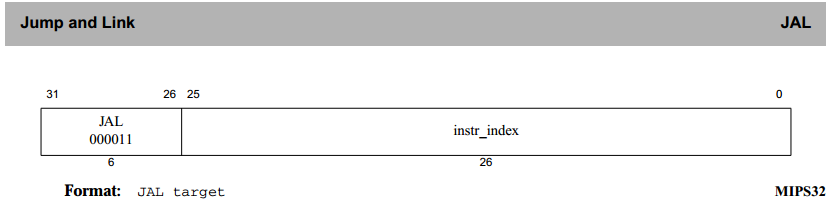 Jump and Link JAL
31 26 25 0
JAL
000011 instr_index
6 26
Format: JAL target MIPS32